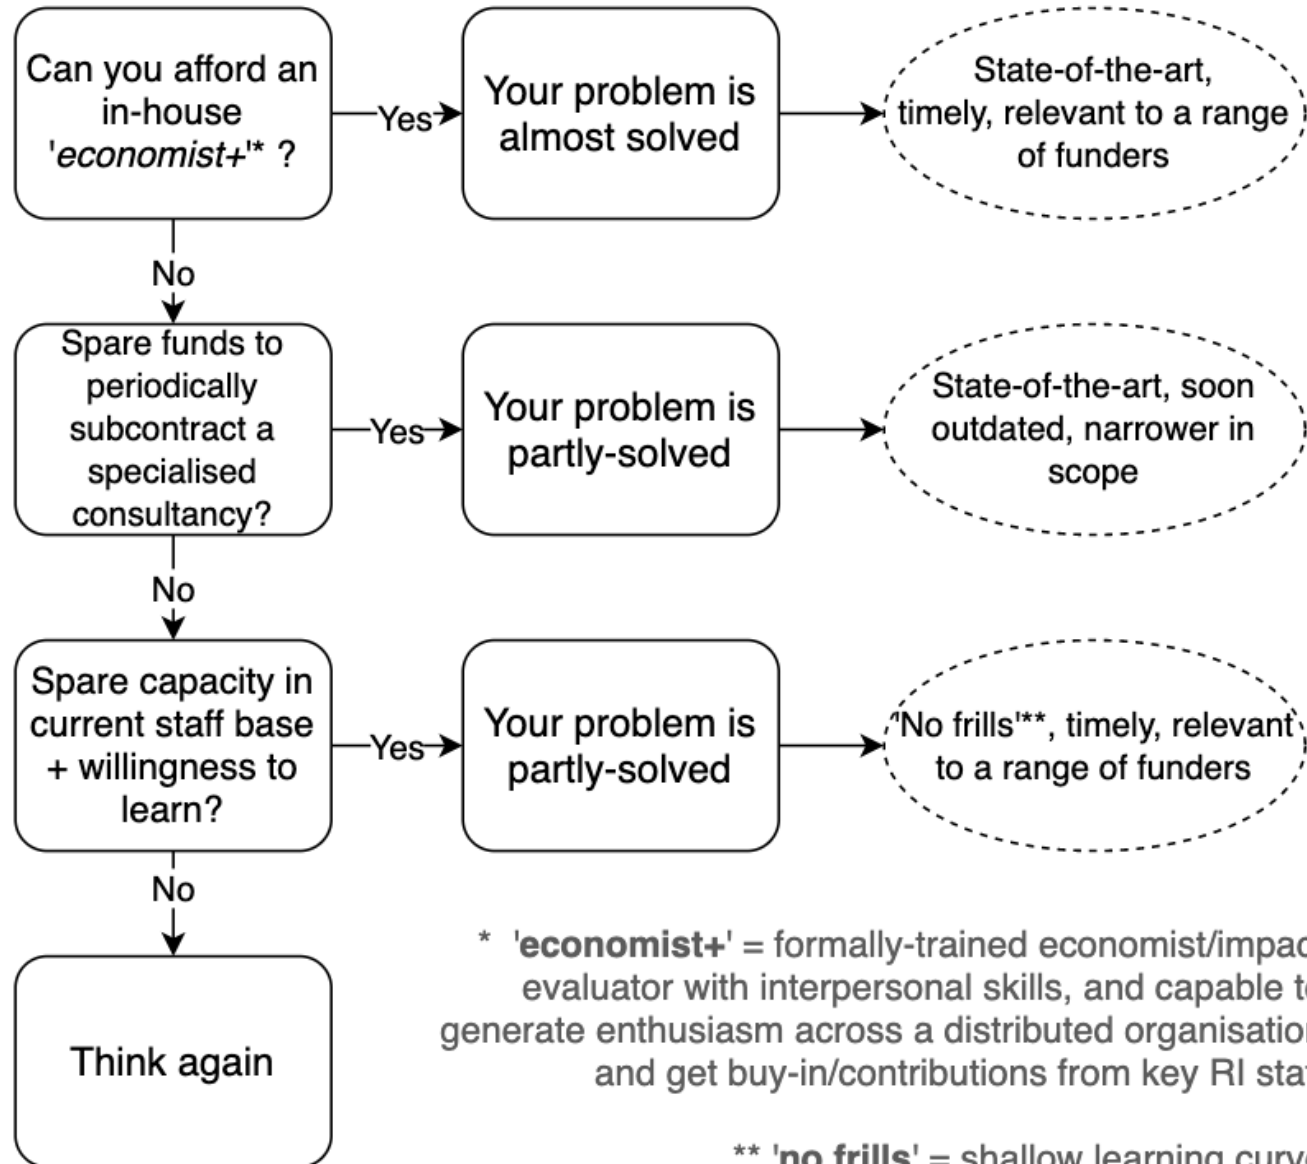 Can you afford an
in-house
'economist+'* ?
Yes
Your problem is
almost solved
State-of-the-art,
timely, relevant to a range
of funders
No
Spare funds to
periodically
subcontract a
specialised
consultancy?
Yes
Your problem is
partly-solved
State-of-the-art, soon
outdated, narrower in
scope
No
Spare capacity in
current staff base
+ willingness to
learn?
Yes
Your problem is
partly-solved
'No frills'**, timely, relevant
to a range of funders
No
Think again
* 'economist+' = formally-trained economist/impac
evaluator with interpersonal skills, and capable t
generate enthusiasm across a distributed organisation
and get buy-in/contributions from key RI sta
** 'no frills' = shallow learning curve